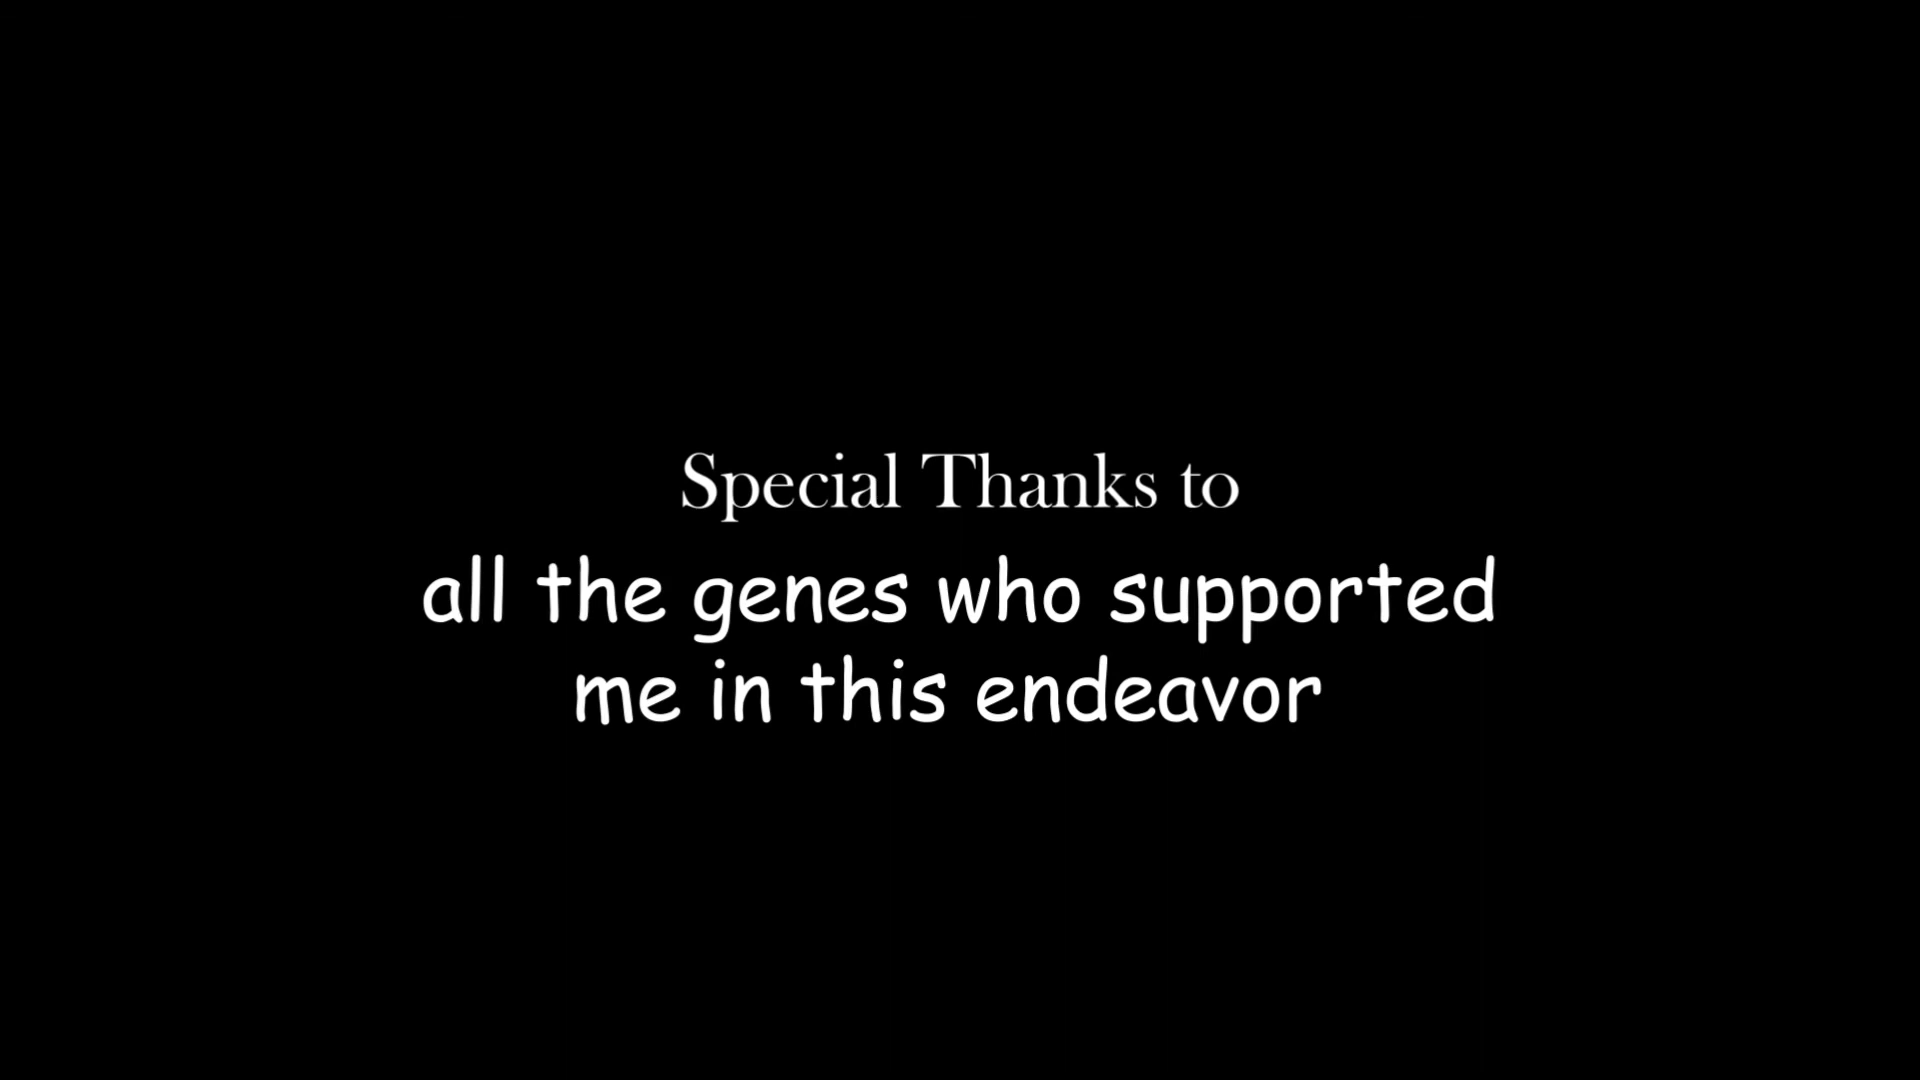 Special Thanks to
all the genes who supported
me in this endeavor